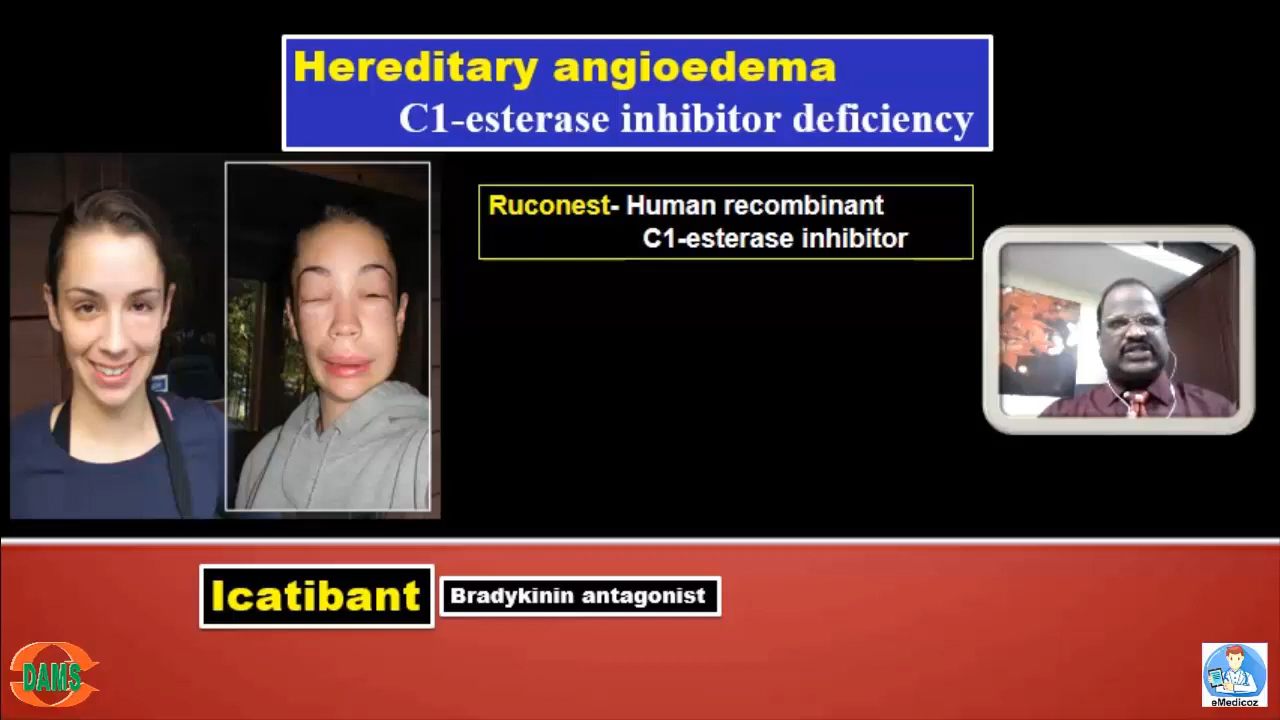 Hereditary angioedema
C1-esterase inhibitor deficiency
Ruconest- Human recombinant
C1-esterase inhibitor
Icatibant
Bradykinin antagonist
DAMS
eMedicoz